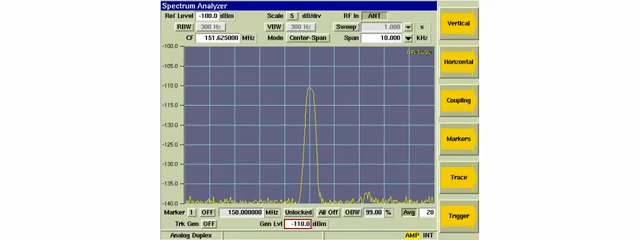 Spectrum Analyzer
Ref Level -100.0 dBm Scale 5 dB/div RF In ANT
RBW 300 Hz VBW 300 Hz Sweep 1.000 s
CF 151.625000 MHz Mode Center-Span Span 10.000 kHz
-100.0
-105.0
-110.0
-115.0
-120.0
-125.0
-130.0
-135.0
-140.0
Marker 1 OFF 150.000000 MHz Unlocked All Off OBW 99.00 % Avg 20
Trk Gen OFF Gen Lvl -110.0 dBm
Analog Duplex AMP INT
Vertical
Horizontal
Coupling
Markers
Trace
Trigger